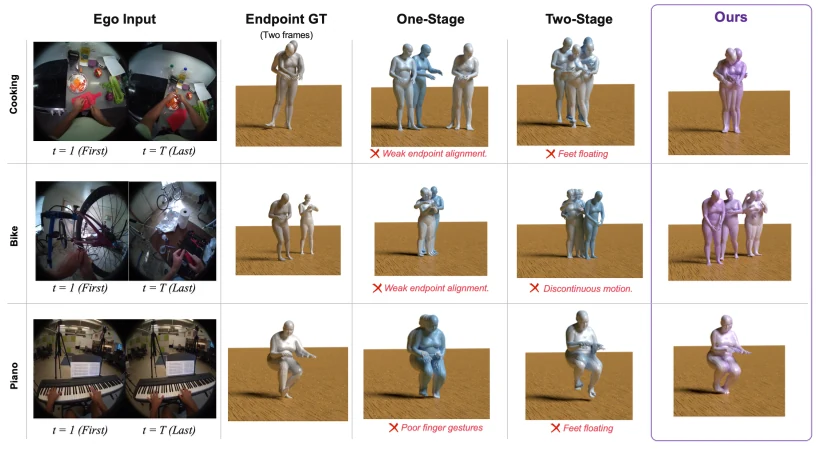 Ego Input
Endpoint GT
(Two frames)
One-Stage
Two-Stage
Ours
Cooking
t = 1 (First)
t = T (Last)
✗ Weak endpoint alignment.
✗ Feet floating
Bike
t = 1 (First)
t = T (Last)
✗ Weak endpoint alignment.
✗ Discontinuous motion.
Piano
t = 1 (First)
t = T (Last)
✗ Poor finger gestures
✗ Feet floating